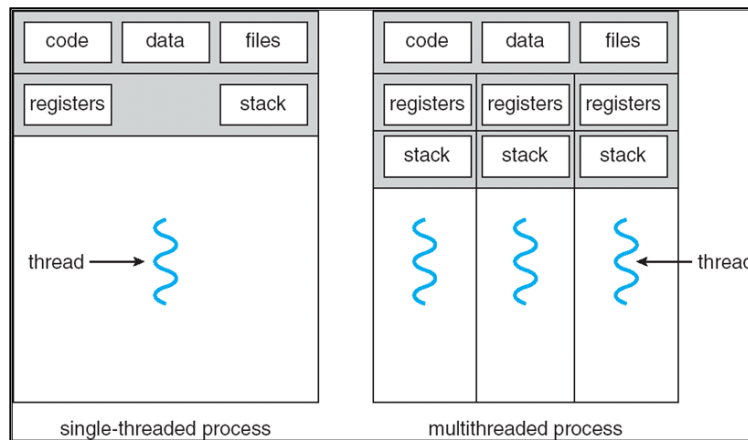 code data files code data files
registers stack registers registers registers
stack stack stack
thread thread
single-threaded process multithreaded process